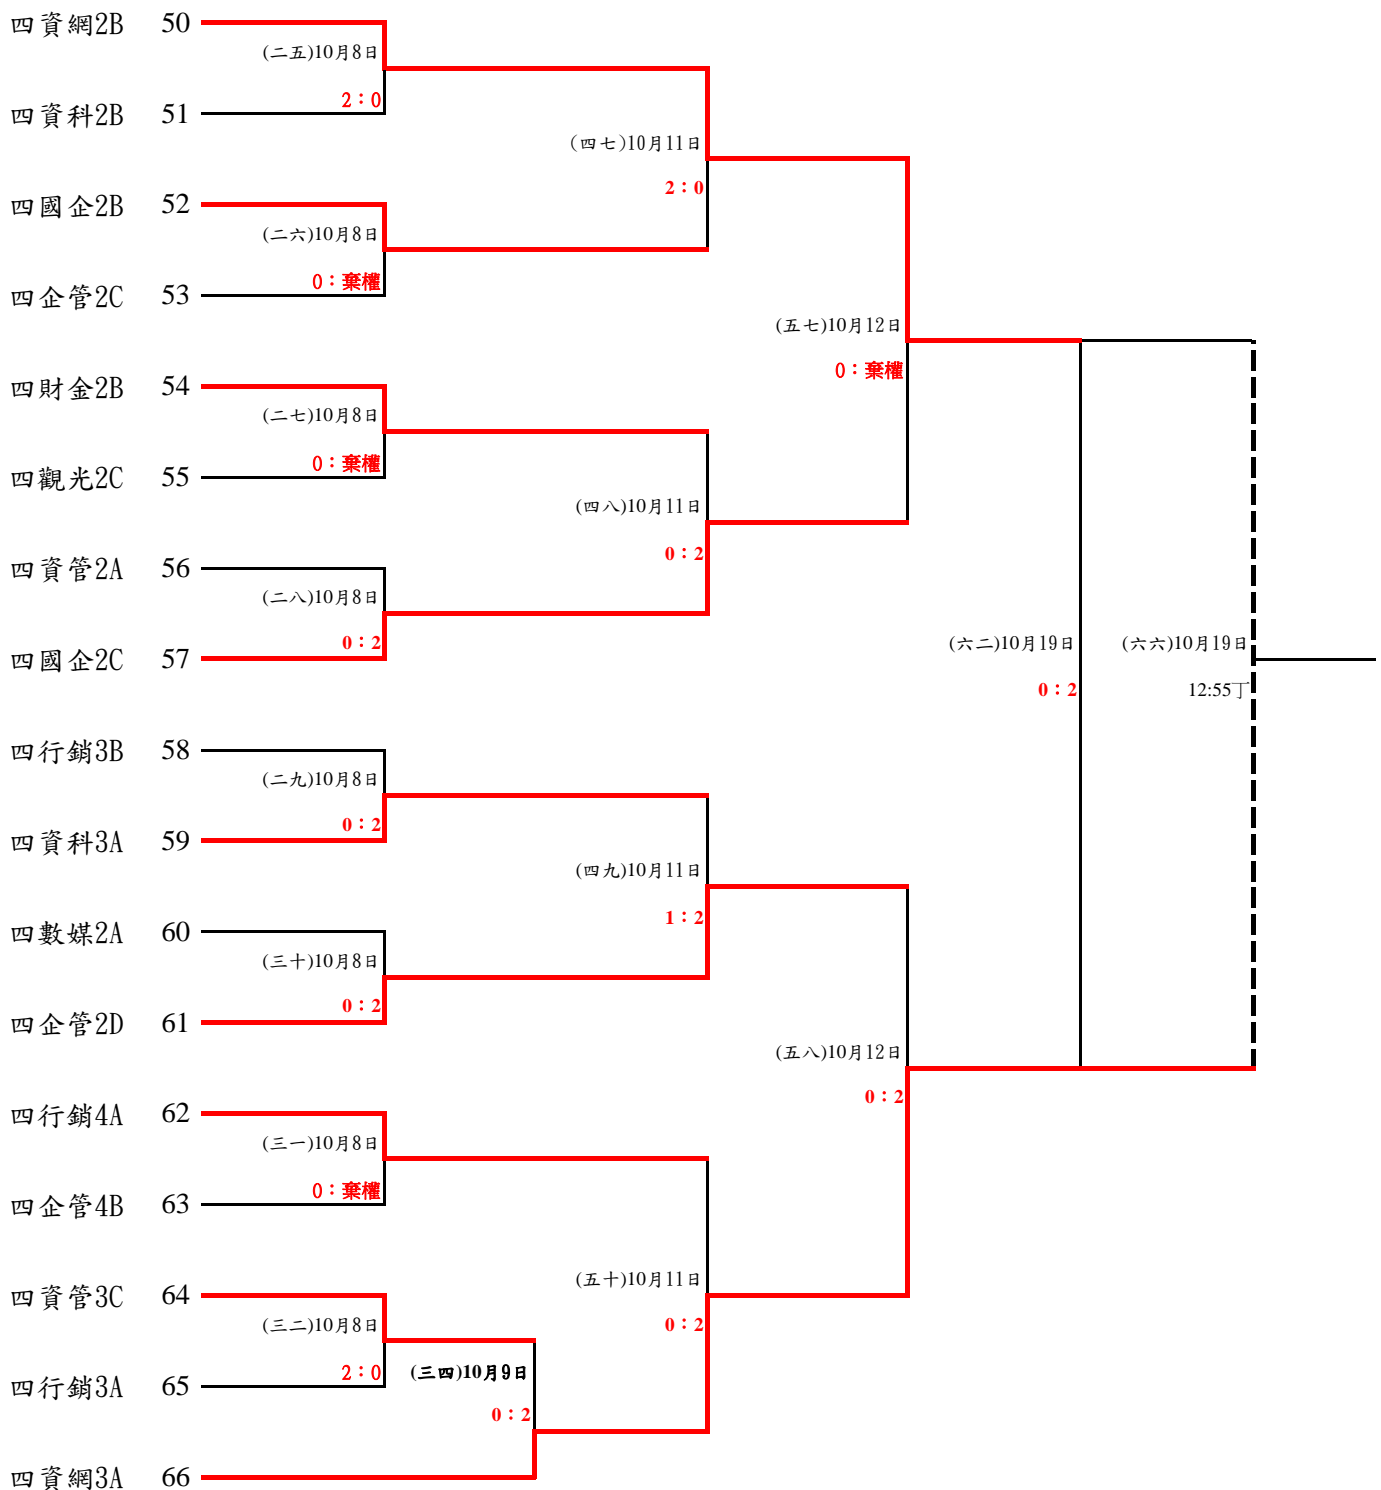 四資網2B 50
(二五)10月8日
2：0
四資科2B 51
(四七)10月11日
2：0
四國企2B 52
(二六)10月8日
0：棄權
四企管2C 53
(五七)10月12日
0：棄權
四財金2B 54
(二七)10月8日
0：棄權
四觀光2C 55
(四八)10月11日
0：2
四資管2A 56
(二八)10月8日
0：2
四國企2C 57
(六二)10月19日
0：2
(六六)10月19日
12:55丁
四行銷3B 58
(二九)10月8日
0：2
四資科3A 59
(四九)10月11日
1：2
四數媒2A 60
(三十)10月8日
0：2
四企管2D 61
(五八)10月12日
0：2
四行銷4A 62
(三一)10月8日
0：棄權
四企管4B 63
(五十)10月11日
0：2
四資管3C 64
(三二)10月8日
2：0
四行銷3A 65
(三四)10月9日
0：2
四資網3A 66